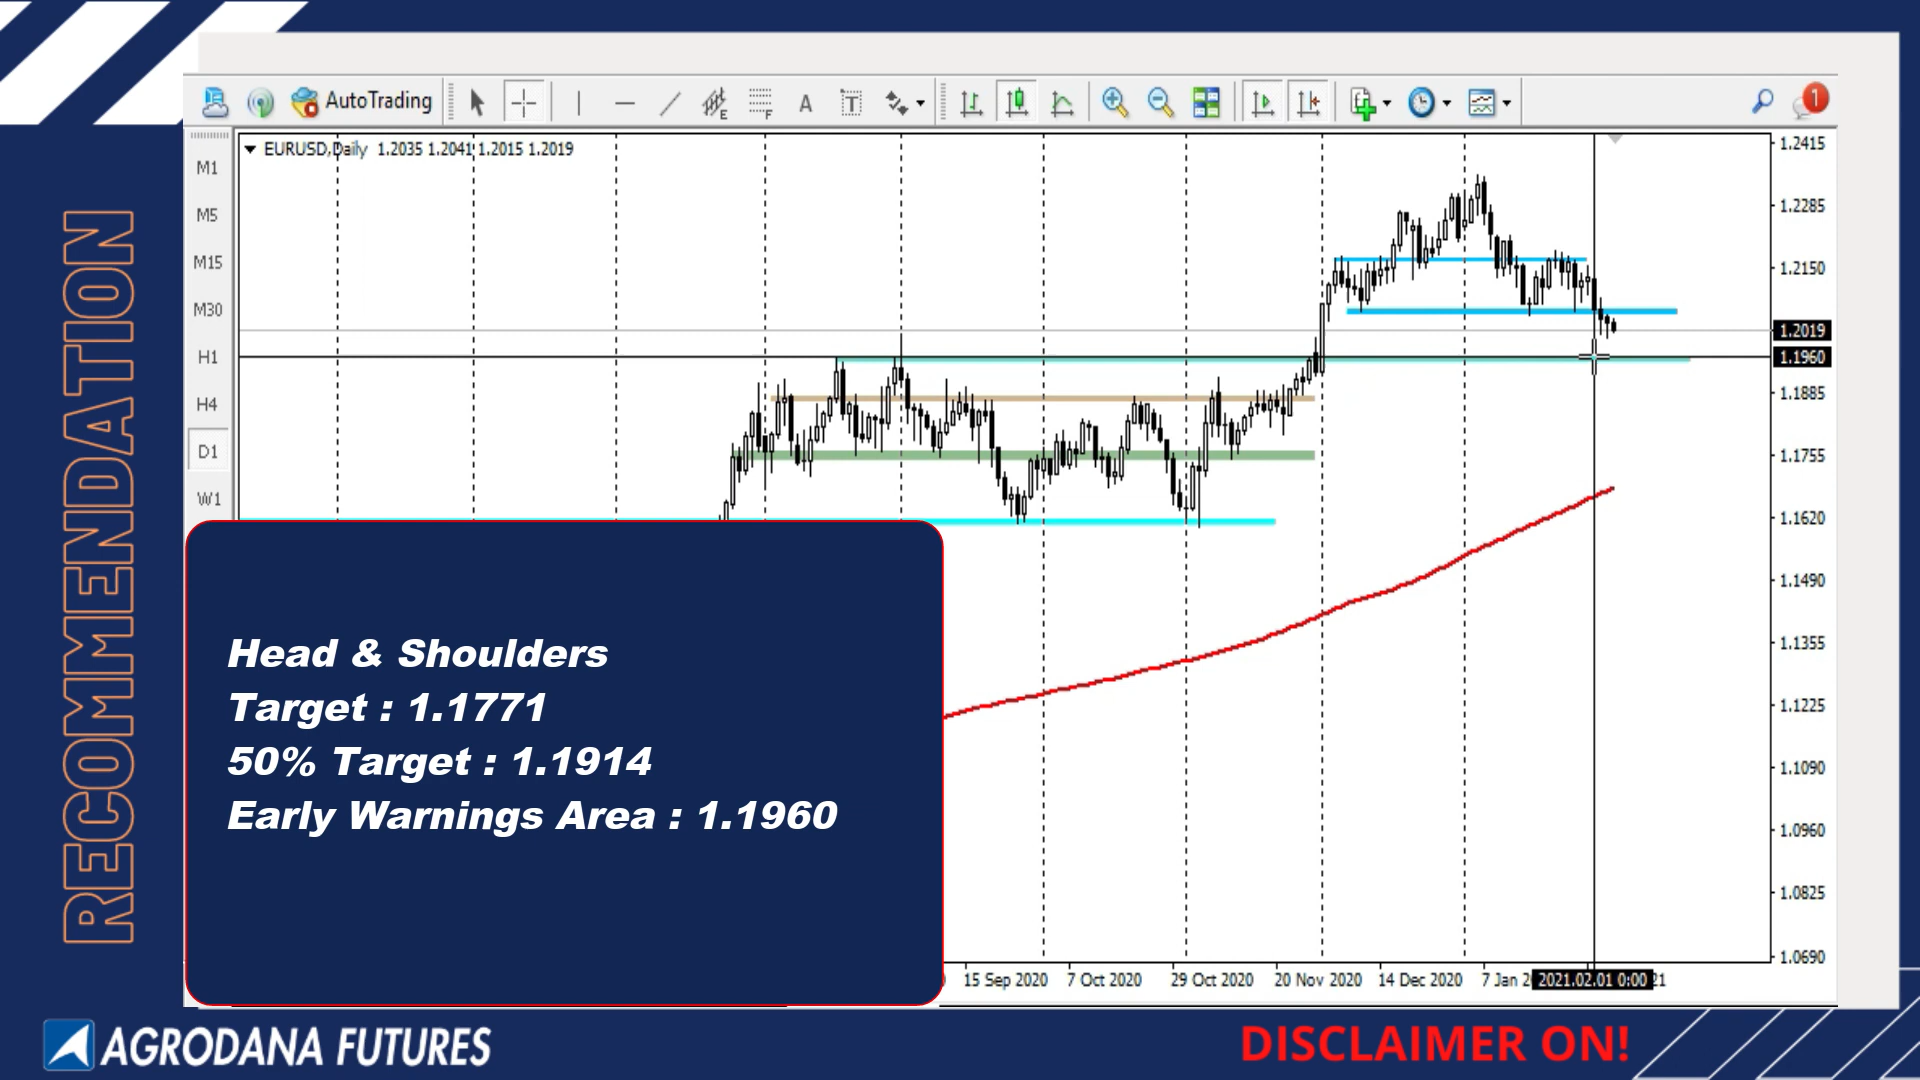 AutoTrading
E
F
A
T
1
M1
M5
M15
M30
H1
H4
D1
W1
EURUSD,Daily 1.2035 1.2041 1.2015 1.2019
1.2415
1.2285
1.2150
1.2019
1.1960
1.1885
1.1755
1.1620
1.1490
1.1355
1.1225
1.1090
1.0960
1.0825
1.0690
RECOMMENDATION
Head & Shoulders
Target : 1.1771
50% Target : 1.1914
Early Warnings Area : 1.1960
15 Sep 2020 7 Oct 2020 29 Oct 2020 20 Nov 2020 14 Dec 2020 7 Jan 2 2021.02.01 0:00 21
AGRODANA FUTURES
DISCLAIMER ON!